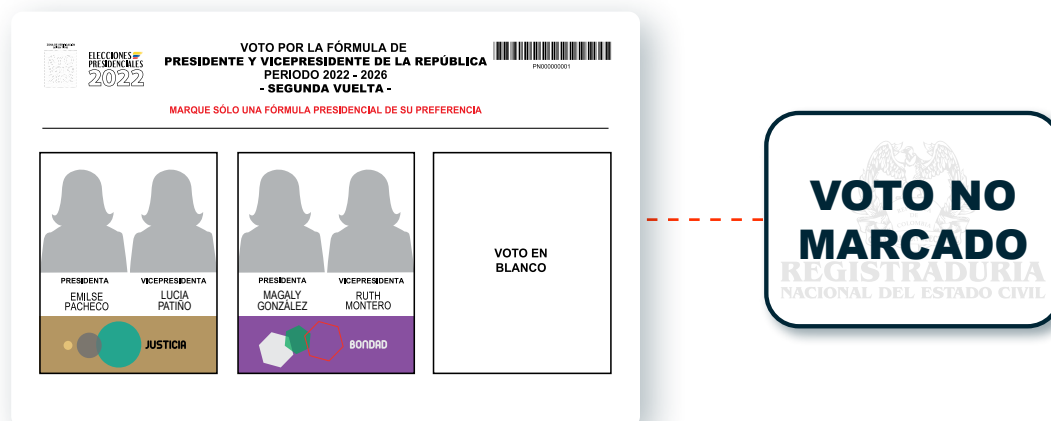 ELECCIONES
PRESIDENCIALES
2022
VOTO POR LA FÓRMULA DE
PRESIDENTE Y VICEPRESIDENTE DE LA REPÚBLICA
PERIODO 2022 - 2026
- SEGUNDA VUELTA -
MARQUE SÓLO UNA FÓRMULA PRESIDENCIAL DE SU PREFERENCIA
PN000000001
PRESIDENTA
VICEPRESIDENTA
EMILSE
PACHECO
LUCIA
PATIÑO
JUSTICIA
PRESIDENTA
VICEPRESIDENTA
MAGALY
GONZÁLEZ
RUTH
MONTERO
BONDAD
VOTO EN
BLANCO
VOTO NO
MARCADO
REGISTRADURIA
NACIONAL DEL ESTADO CIVIL